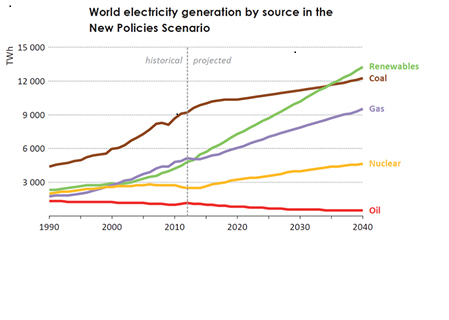 World electricity generation by source in the
New Policies Scenario
TWh
15 000
historical projected
Renewables
12 000
Coal
9 000
Gas
6 000
Nuclear
3 000
Oil
1990 2000 2010 2020 2030 2040